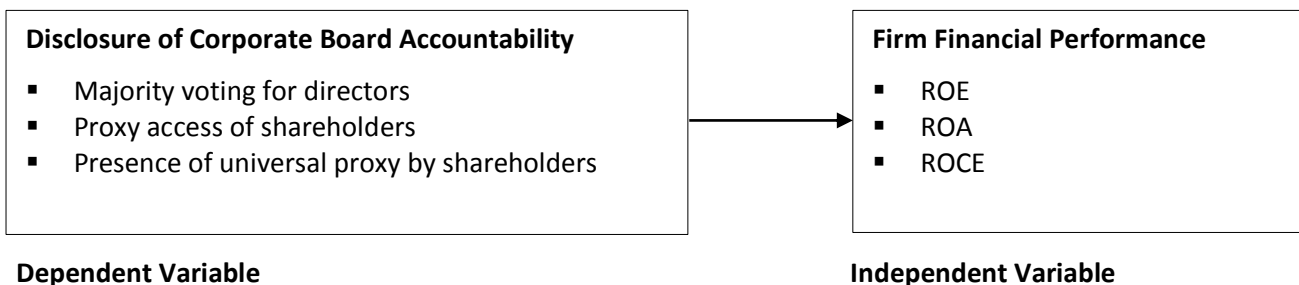 Disclosure of Corporate Board Accountability
▪ Majority voting for directors
▪ Proxy access of shareholders
▪ Presence of universal proxy by shareholders
Firm Financial Performance
▪ ROE
▪ ROA
▪ ROCE
Dependent Variable
Independent Variable